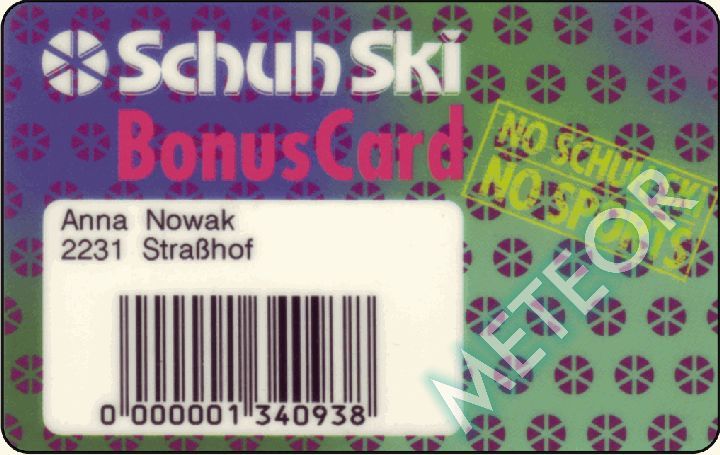 Schuh Ski
BonusCard
NO SCHUH SKI
NO SPORTS
Anna Nowak
2231 Straßhof
0 000001 340938
METEOR